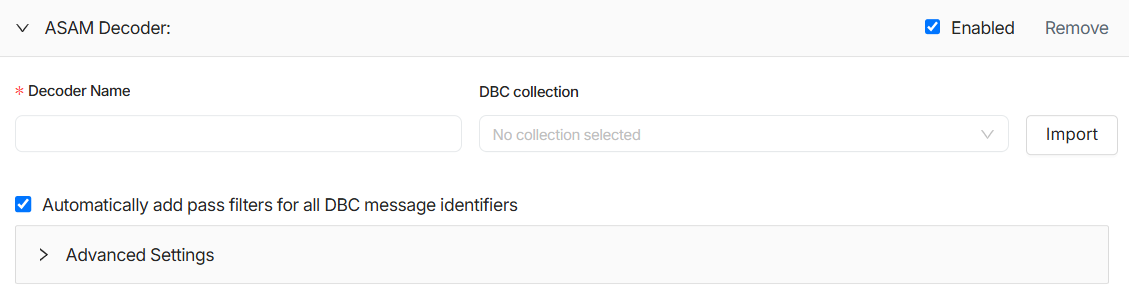 ASAM Decoder:
Enabled
Remove
* Decoder Name
DBC collection
No collection selected
Import
Automatically add pass filters for all DBC message identifiers
Advanced Settings